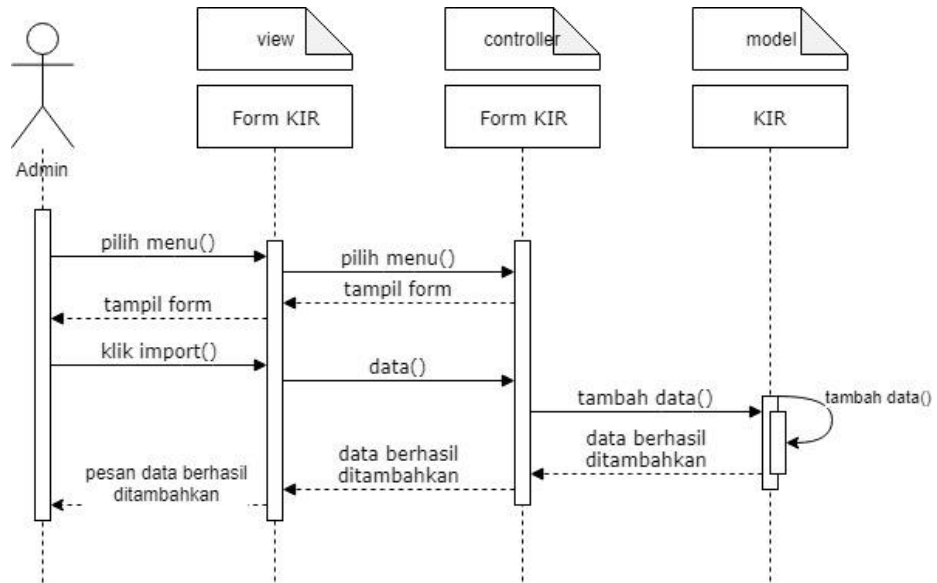 view
controller
model
Form KIR
Form KIR
KIR
Admin
pilih menu()
pilih menu()
tampil form
tampil form
klik import()
data()
tambah data()
tambah data()
data berhasil
ditambahkan
data berhasil
ditambahkan
pesan data berhasil
ditambahkan